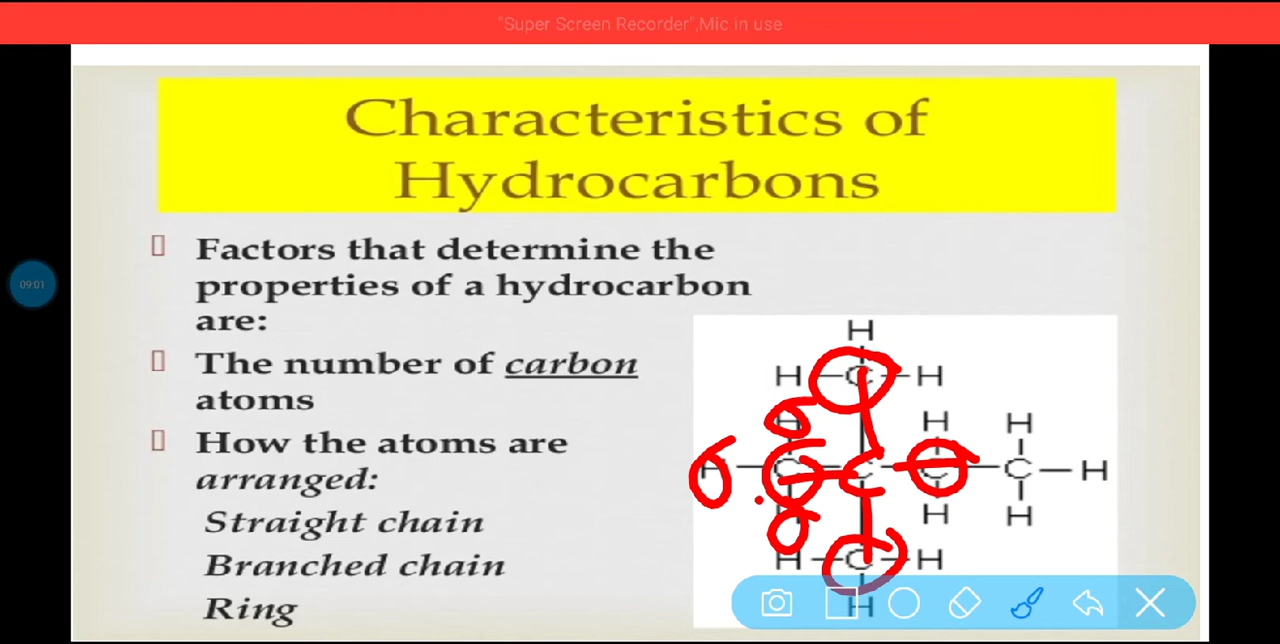 "Super Screen Recorder",Mic in use
Characteristics of
Hydrocarbons
Factors that determine the
properties of a hydrocarbon
are:
09:01
The number of carbon
atoms
How the atoms are
arranged:
Straight chain
Branched chain
Ring
H
H C H
H H H
H C C C C H
H H H
H C H
H